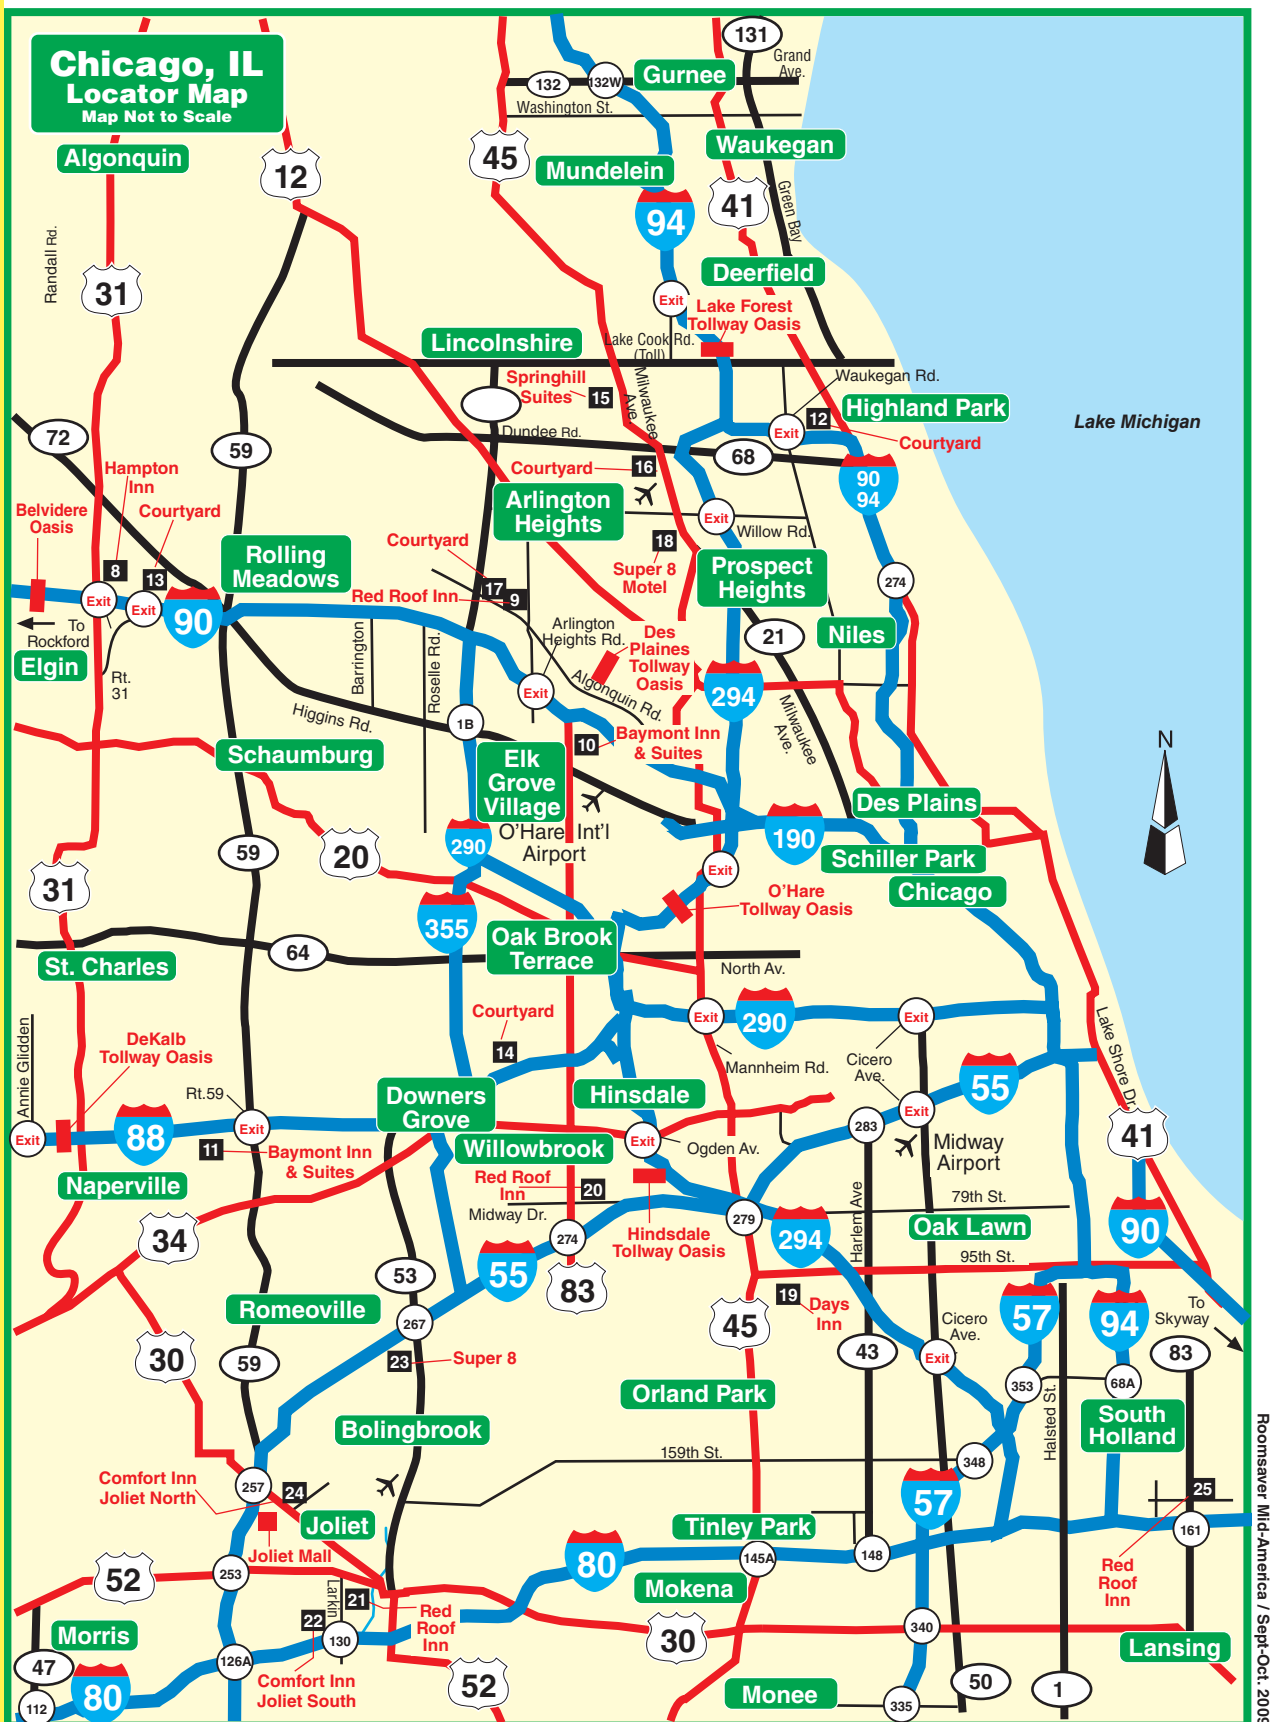 Chicago, IL
Locator Map
Map Not to Scale
131
Grand
Ave.
132
132W
Gurnee
Washington St.
Algonquin
12
45
Mundelein
Waukegan
94
41
Green Bay
Randall Rd.
31
Deerfield
Exit
Lake Forest
Tollway Oasis
Lincolnshire
Lake Cook Rd.
(Toll)
Springhill
Suites
15
Milwaukee
Ave.
Waukegan Rd.
Highland Park
Lake Michigan
72
59
Dundee Rd.
Exit
12
Courtyard
68
Hampton
Inn
Courtyard
16
90
94
Belvidere
Oasis
Courtyard
Arlington
Heights
Exit
Willow Rd.
Courtyard
18
Super 8
Motel
Rolling
Meadows
Prospect
Heights
8
13
274
Exit
Exit
90
17
9
Red Roof Inn
To
Rockford
Elgin
Rt.
31
Arlington
Heights Rd.
Des
Plaines
Tollway
Oasis
21
Niles
Barrington
Roselle Rd.
Exit
Algonquin Rd.
294
Higgins Rd.
1B
Milwaukee
Ave.
N
10
Baymont Inn
& Suites
Schaumburg
Elk
Grove
Village
Des Plains
59
20
290
O'Hare Int'l
Airport
190
Schiller Park
Exit
31
Chicago
O'Hare
Tollway Oasis
355
Oak Brook
Terrace
64
St. Charles
North Av.
Courtyard
Exit
290
Exit
Annie Glidden
DeKalb
Tollway Oasis
14
Mannheim Rd.
Cicero
Ave.
Lake Shore Dr.
55
Rt.59
Downers
Grove
Hinsdale
Exit
88
Exit
283
Exit
41
11
Baymont Inn
& Suites
Willowbrook
Exit
Ogden Av.
Midway
Airport
Naperville
Red Roof
Inn
20
79th St.
Midway Dr.
279
Harlem Ave
Oak Lawn
90
34
274
Hindsdale
Tollway Oasis
294
95th St.
53
55
83
19
Days
Inn
57
94
To
Skyway
Romeoville
267
45
Cicero
Ave.
30
59
23
Super 8
43
Exit
83
353
68A
Orland Park
Halsted St.
South
Holland
Bolingbrook
159th St.
348
Comfort Inn
Joliet North
257
24
57
25
Joliet
Tinley Park
161
Joliet Mall
80
145A
148
52
253
Mokena
Red
Roof
Inn
Larkin
21
22
Red
Roof
Inn
Morris
130
30
340
Lansing
47
126A
80
Comfort Inn
Joliet South
52
Monee
50
1
112
335
Roomsaver Mid-America / Sept-Oct. 2009